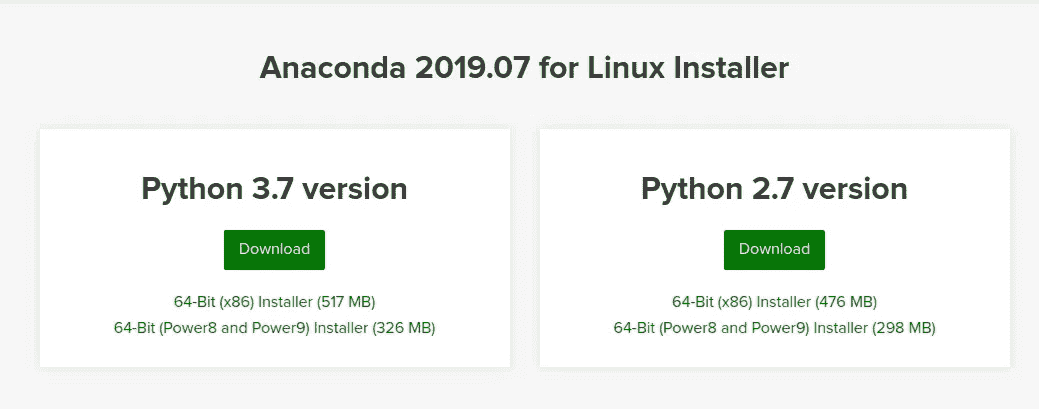 Anaconda 2019.07 for Linux Installer
Python 3.7 version
Download
64-Bit (x86) Installer (517 MB)
64-Bit (Power8 and Power9) Installer (326 MB)
Python 2.7 version
Download
64-Bit (x86) Installer (476 MB)
64-Bit (Power8 and Power9) Installer (298 MB)